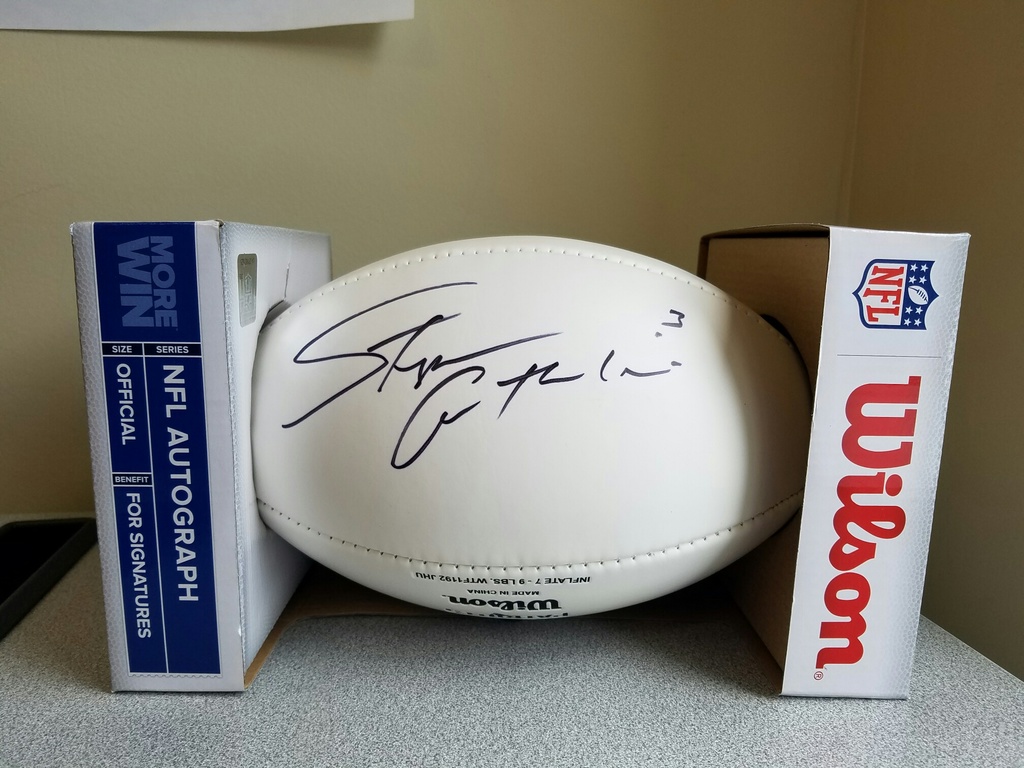 MORE
WIN
SIZE
OFFICIAL
SERIES
NFL AUTOGRAPH
BENEFIT
FOR SIGNATURES
3
INFLATE 7 - 9 LBS. WTF1192 JHU
MADE IN CHINA
Wilson
NFL
Wilson®